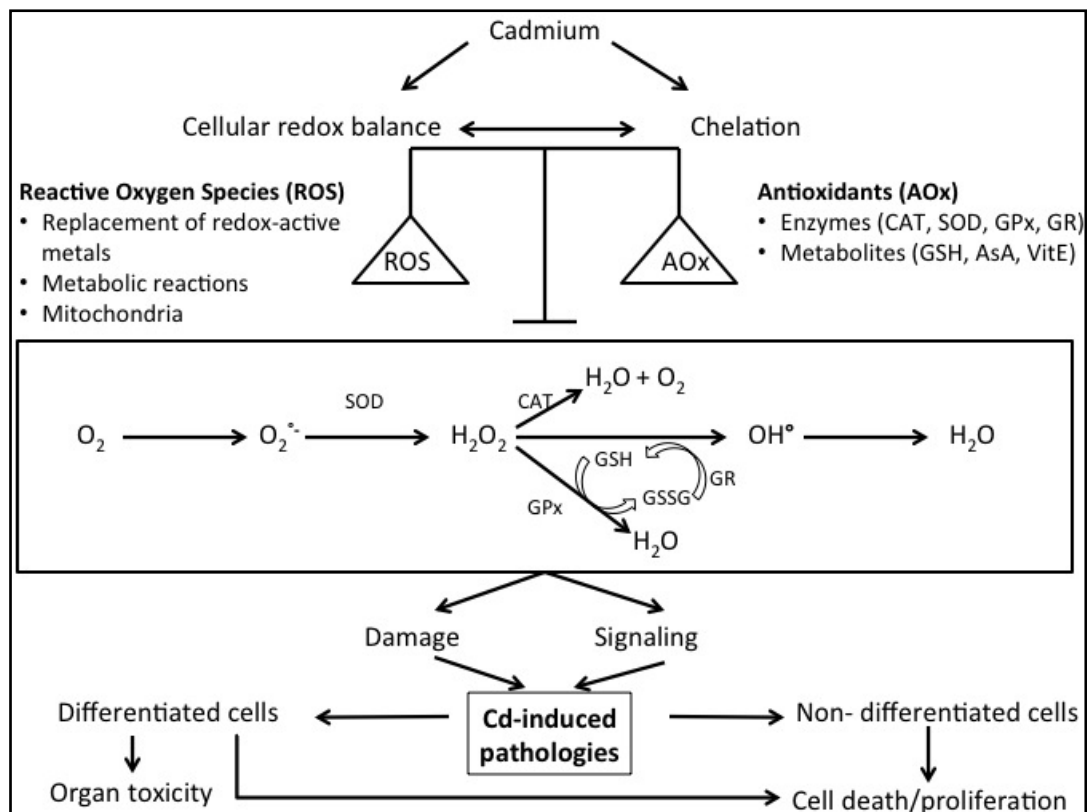 Cadmium
Cellular redox balance
Chelation
Reactive Oxygen Species (ROS)
• Replacement of redox-active
metals
• Metabolic reactions
• Mitochondria
ROS
AOx
Antioxidants (AOx)
• Enzymes (CAT, SOD, GPx, GR)
• Metabolites (GSH, AsA, VitE)
H₂O + O₂
SOD
CAT
O₂
O₂°⁻
H₂O₂
OH°
H₂O
GSH
GR
GSSG
GPx
H₂O
Damage
Signaling
Differentiated cells
Cd-induced
pathologies
Non- differentiated cells
Organ toxicity
Cell death/proliferation